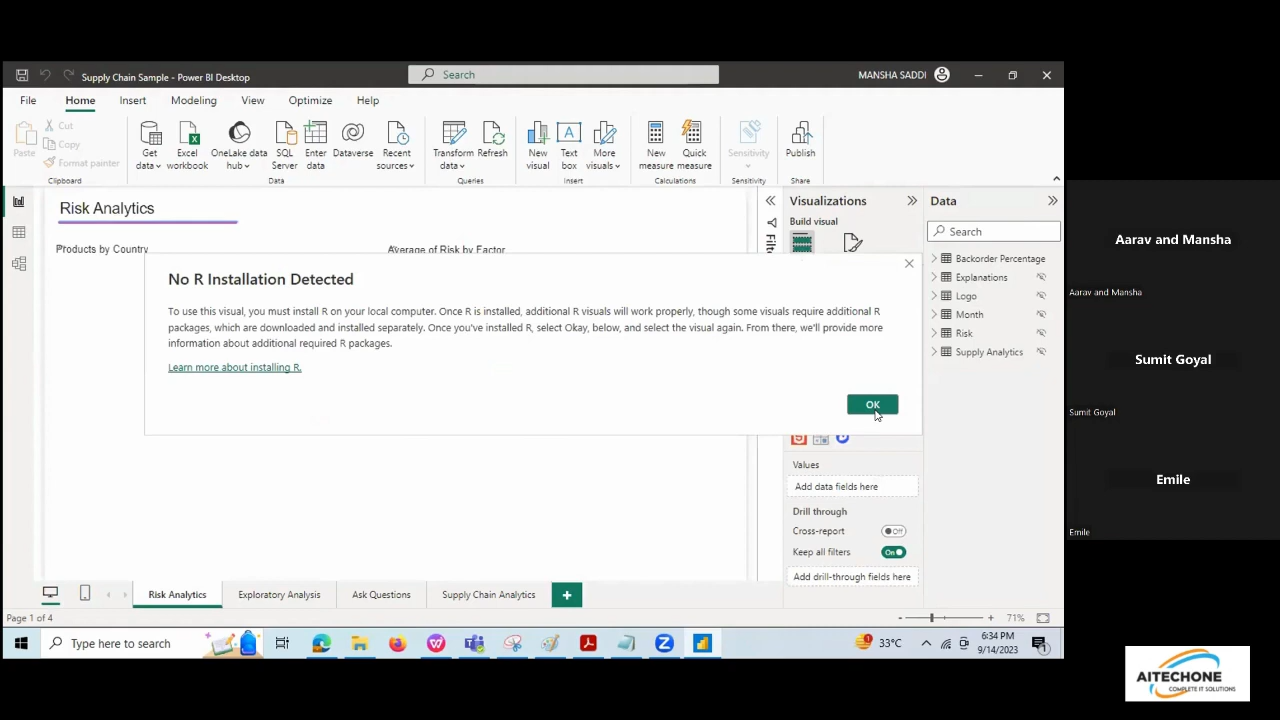 Supply Chain Sample - Power BI Desktop
Search
MANSHA SADDI
File
Home
Insert
Modeling
View
Optimize
Help
Paste
Cut
Copy
Format painter
Clipboard
Get data
Excel workbook
OneLake data hub
SQL Server
Enter data
Dataverse
Recent sources
Data
Transform data
Refresh
Queries
New visual
Text box
More visuals
Insert
New measure
Quick measure
Calculations
Sensitivity
Sensitivity
Publish
Share
Risk Analytics
Products by Country
Average of Risk by Factor
Visualizations
Build visual
Data
Search
Backorder Percentage
Explanations
Logo
Month
Risk
Supply Analytics
No R Installation Detected
To use this visual, you must install R on your local computer. Once R is installed, additional R visuals will work properly, though some visuals require additional R
packages, which are downloaded and installed separately. Once you've installed R, select Okay, below, and select the visual again. From there, we'll provide more
information about additional required R packages.
Learn more about installing R.
OK
Values
Add data fields here
Drill through
Cross-report
Off
Keep all filters
On
Add drill-through fields here
Risk Analytics
Exploratory Analysis
Ask Questions
Supply Chain Analytics
+
Page 1 of 4
- + 71%
Type here to search
33°C
6:34 PM
9/14/2023
Aarav and Mansha
Aarav and Mansha
Sumit Goyal
Sumit Goyal
Emile
Emile
AITECHONE
COMPLETE IT SOLUTIONS